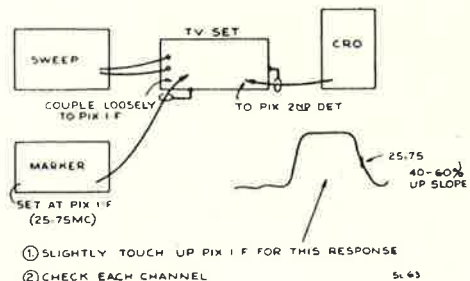 TV SET
SWEEP
CRO
COUPLE LOOSELY
TO PIX I F
TO PIX 2ND DET
MARKER
SET AT PIX I F
(25.75MC)
25.75
40-60%
UP SLOPE
① SLIGHTLY TOUCH UP PIX I F FOR THIS RESPONSE
② CHECK EACH CHANNEL
SL 63